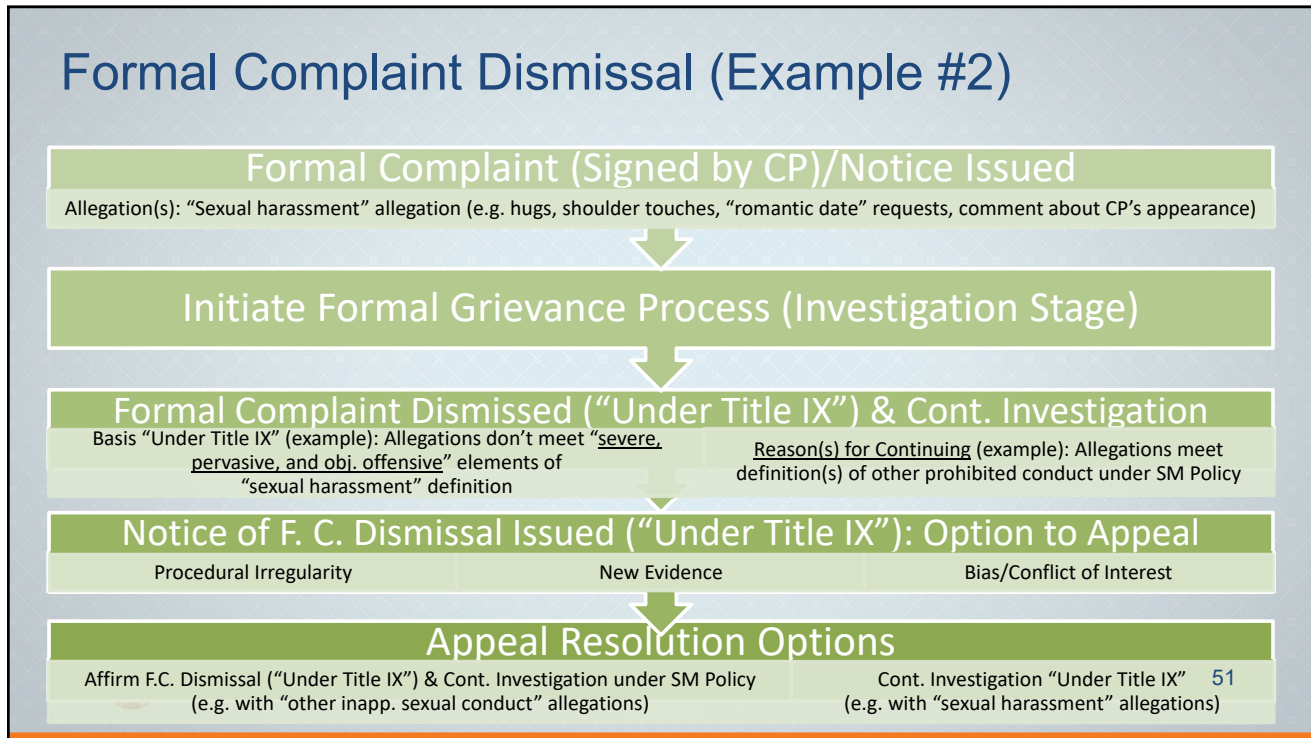 Formal Complaint Dismissal (Example #2)
Formal Complaint (Signed by CP)/Notice Issued
Allegation(s): “Sexual harassment” allegation (e.g. hugs, shoulder touches, “romantic date” requests, comment about CP’s appearance)
Initiate Formal Grievance Process (Investigation Stage)
Formal Complaint Dismissed (“Under Title IX”) & Cont. Investigation
Basis “Under Title IX” (example): Allegations don’t meet “severe,
pervasive, and obj. offensive” elements of
“sexual harassment” definition
Reason(s) for Continuing (example): Allegations meet
definition(s) of other prohibited conduct under SM Policy
Notice of F. C. Dismissal Issued (“Under Title IX”): Option to Appeal
Procedural Irregularity
New Evidence
Bias/Conflict of Interest
Appeal Resolution Options
Affirm F.C. Dismissal (“Under Title IX”) & Cont. Investigation under SM Policy
(e.g. with “other inapp. sexual conduct” allegations)
Cont. Investigation “Under Title IX”
(e.g. with “sexual harassment” allegations)
51